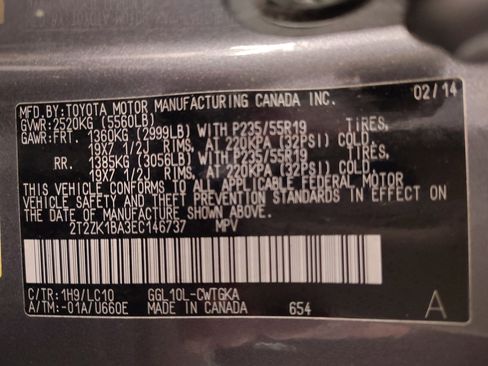 MFD.BY:TOYOTA MOTOR MANUFACTURING CANADA INC. 02/14
GVWR:2520KG (5560LB)
GAWR:FRT. 1360KG (2999LB) WITH P235/55R19 TIRES,
19X7 1/2J RIMS, AT 220KPA (32PSI) COLD
RR. 1385KG (3056LB) WITH P235/55R19 TIRES,
19X7 1/2J RIMS, AT 220KPA (32PSI) COLD
THIS VEHICLE CONFORMS TO ALL APPLICABLE FEDERAL MOTOR
VEHICLE SAFETY AND THEFT PREVENTION STANDARDS IN EFFECT
ON THE DATE OF MANUFACTURE SHOWN ABOVE.
2T2ZK1BA3EC146737 MPV
C/TR:1H9/LC10 GGL10L-CWTGKA
A/TM:-01A/U660E MADE IN CANADA 654 A